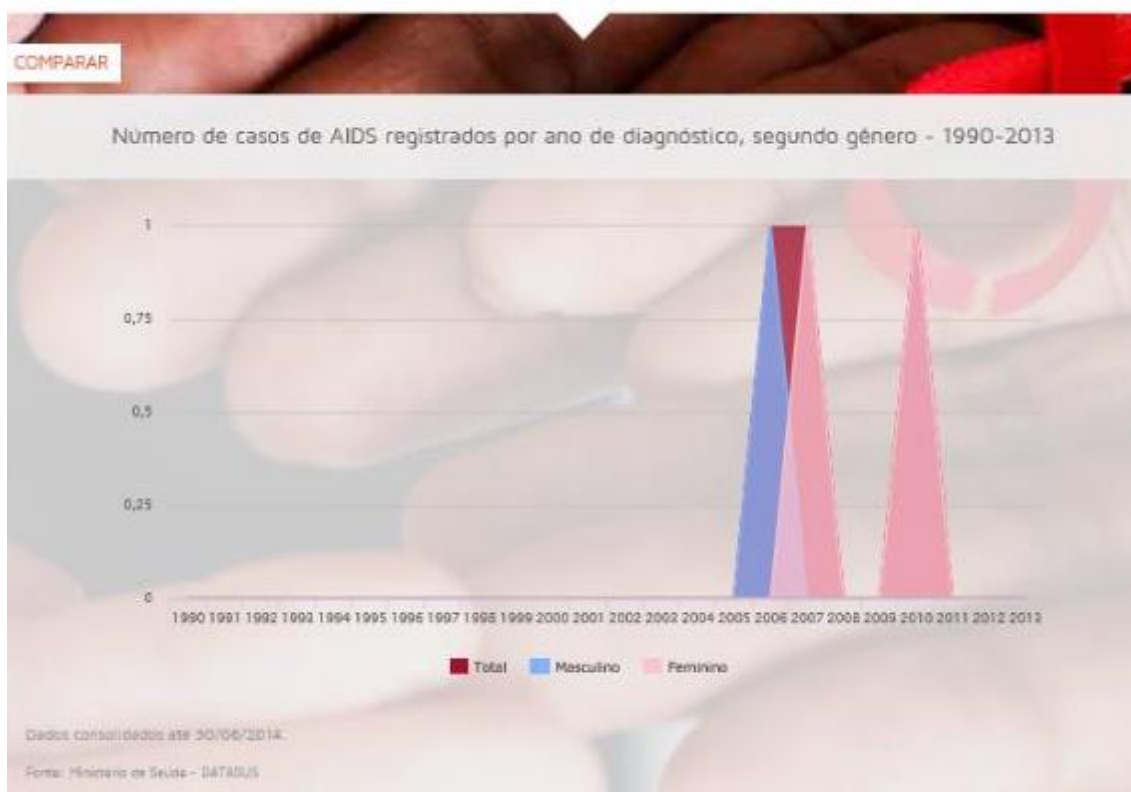 COMPARAR
Número de casos de AIDS registrados por ano de diagnóstico, segundo gênero - 1990-2013
1
0,75
0,5
0,25
0
1990 1991 1992 1993 1994 1995 1996 1997 1998 1999 2000 2001 2002 2003 2004 2005 2006 2007 2008 2009 2010 2011 2012 2013
Total Masculino Feminino
Dados consolidados até 30/06/2014.
Fonte: Ministério da Saúde - DATASUS